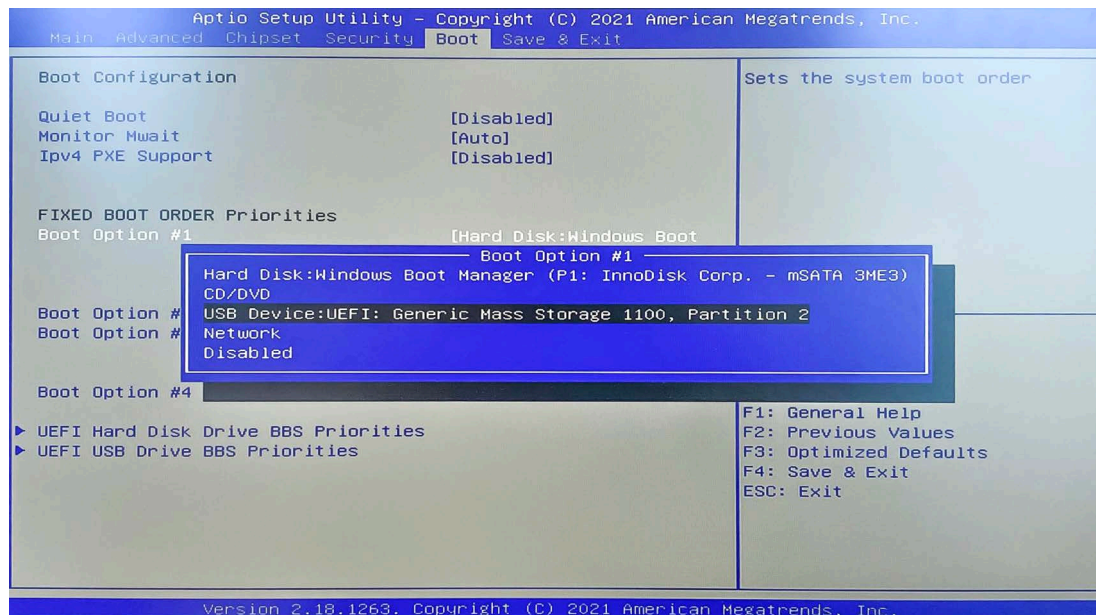 Aptio Setup Utility – Copyright (C) 2021 American Megatrends, Inc.
Main Advanced Chipset Security Boot Save & Exit
Boot Configuration
Sets the system boot order
Quiet Boot [Disabled]
Monitor Mwait [Auto]
Ipv4 PXE Support [Disabled]
FIXED BOOT ORDER Priorities
Boot Option #1 [Hard Disk:Windows Boot
Boot Option #1
Hard Disk:Windows Boot Manager (P1: InnoDisk Corp. - mSATA 3ME3)
CD/DVD
Boot Option # USB Device:UEFI: Generic Mass Storage 1100, Partition 2
Boot Option # Network
Disabled
Boot Option #4
F1: General Help
UEFI Hard Disk Drive BBS Priorities
F2: Previous Values
UEFI USB Drive BBS Priorities
F3: Optimized Defaults
F4: Save & Exit
ESC: Exit
Version 2.18.1263. Copyright (C) 2021 American Megatrends, Inc.